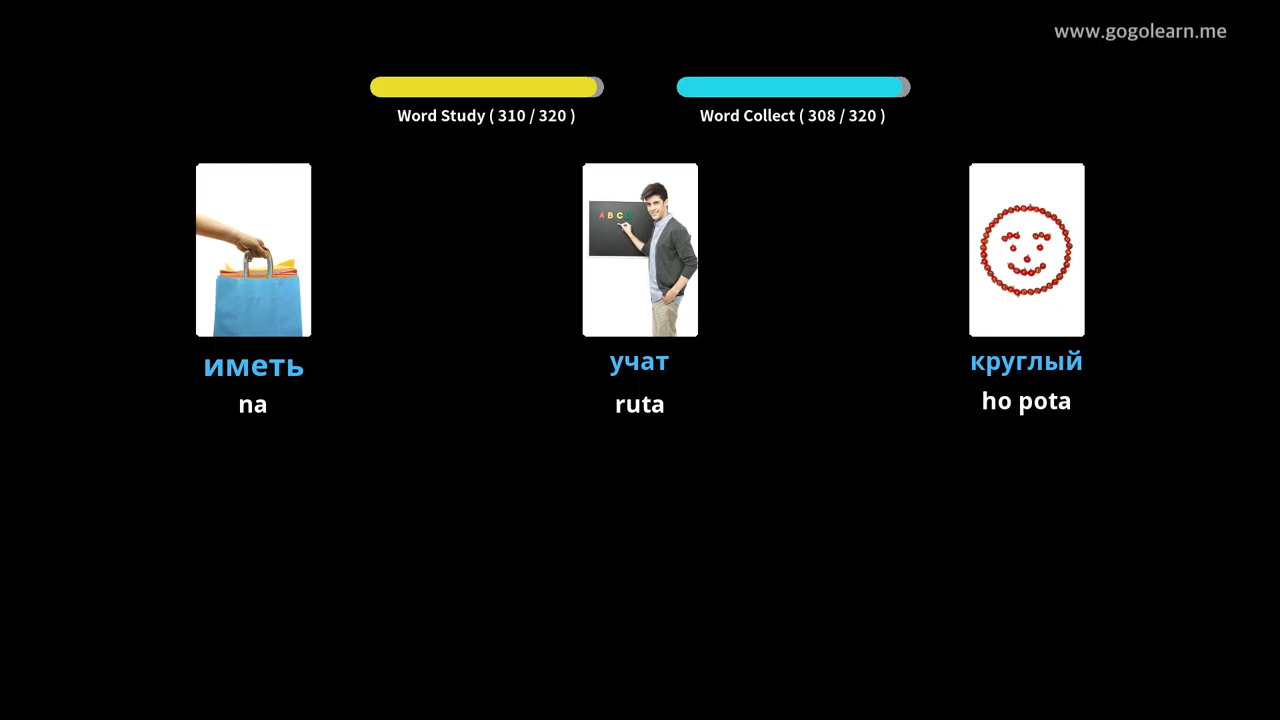 www.gogolearn.me
Word Study ( 310 / 320 )
Word Collect ( 308 / 320 )
A B C D
иметь
учат
круглый
na
ruta
ho pota